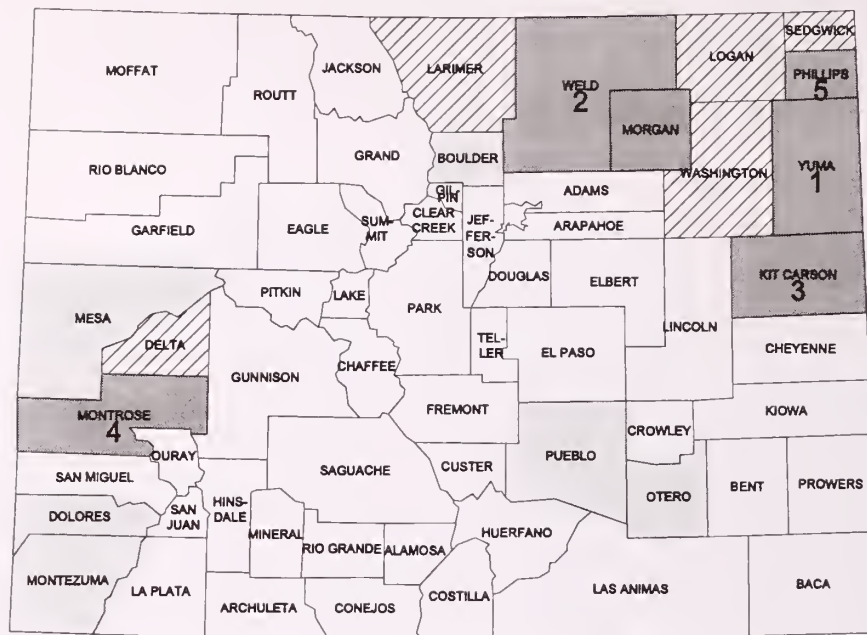 SEDGWICK
MOFFAT
JACKSON
LARIMER
LOGAN
ROUTT
WELD
2
PHILLIPS
5
MORGAN
GRAND
BOULDER
RIO BLANCO
WASHINGTON
YUMA
1
GIL-
PIN
ADAMS
CLEAR
CREEK
GARFIELD
EAGLE
SUM-
MIT
JEF-
FER-
SON
ARAPAHOE
DOUGLAS
ELBERT
KIT CARSON
3
PITKIN
LAKE
MESA
PARK
LINCOLN
DELTA
TEL-
LER
EL PASO
CHEYENNE
CHAFFEE
GUNNISON
FREMONT
KIOWA
MONTROSE
4
CROWLEY
OURAY
PUEBLO
SAGUACHE
CUSTER
SAN MIGUEL
OTERO
BENT
PROWERS
HINS-
DALE
DOLORES
SAN
JUAN
MINERAL
HUERFANO
RIO GRANDE
ALAMOSA
MONTEZUMA
LA PLATA
LAS ANIMAS
BACA
COSTILLA
ARCHULETA
CONEJOS